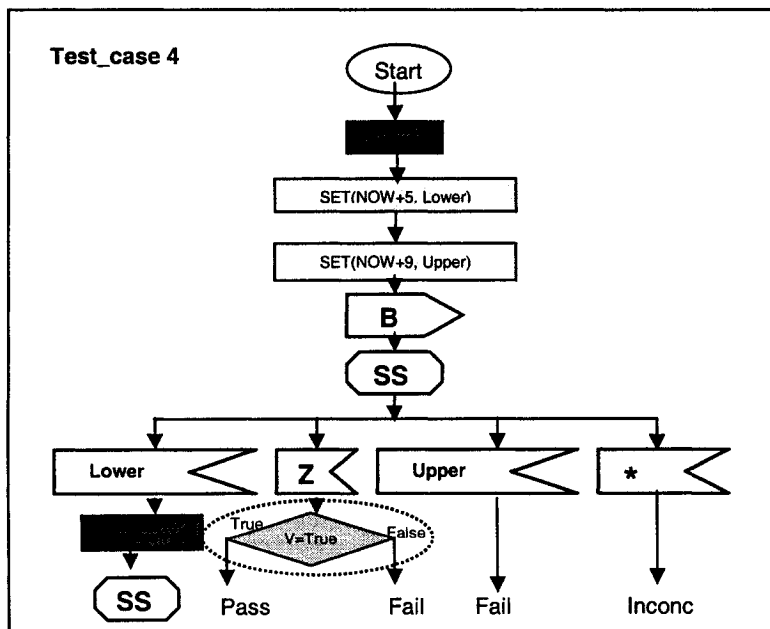 Test_case 4
Start
SET(NOW+5, Lower)
SET(NOW+9, Upper)
B
SS
Lower
Z
Upper
*
True
V=True
False
SS
Pass
Fail
Fail
Inconc